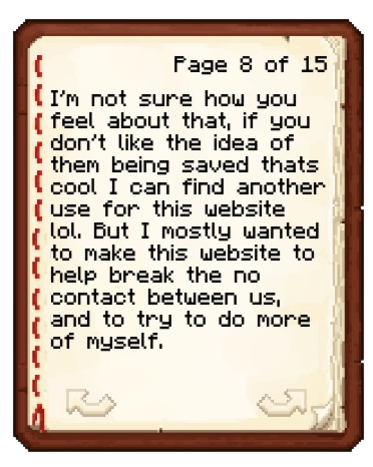 Page 8 of 15
I'm not sure how you
feel about that, if you
don't like the idea of
them being saved thats
cool I can find another
use for this website
lol. But I mostly wanted
to make this website to
help break the no
contact between us,
and to try to do more
of myself.